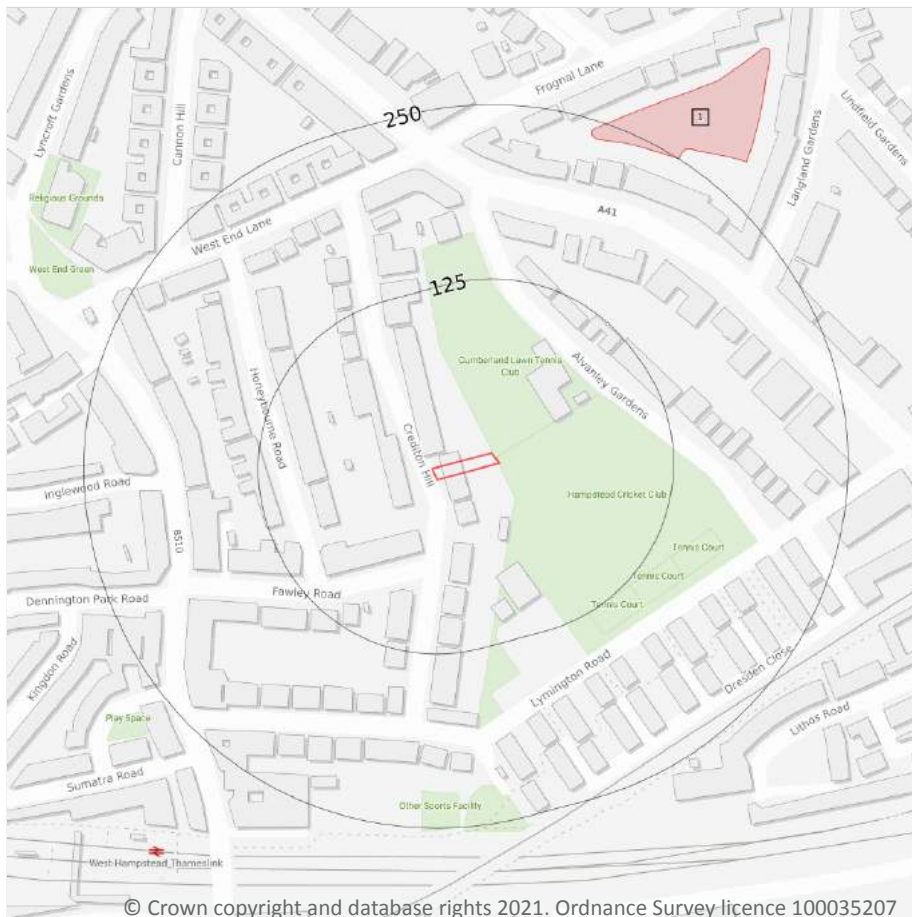 Frognal Lane
Lyncroft Gardens
Cannon Hill
250
1
Lindfield Gardens
Langland Gardens
Religious Grounds
A41
West End Lane
West End Green
125
Cumberland Lawn Tennis
Club
Alvanley Gardens
Honeybourne Road
Crediton Hill
Inglewood Road
Hampstead Cricket Club
B510
Tennis Court
Tennis Court
Tennis Court
Dennington Park Road
Fawley Road
Kingdon Road
Lymington Road
Dresden Close
Lithos Road
Play Space
Sumatra Road
Other Sports Facility
West Hampstead Thameslink
© Crown copyright and database rights 2021. Ordnance Survey licence 100035207